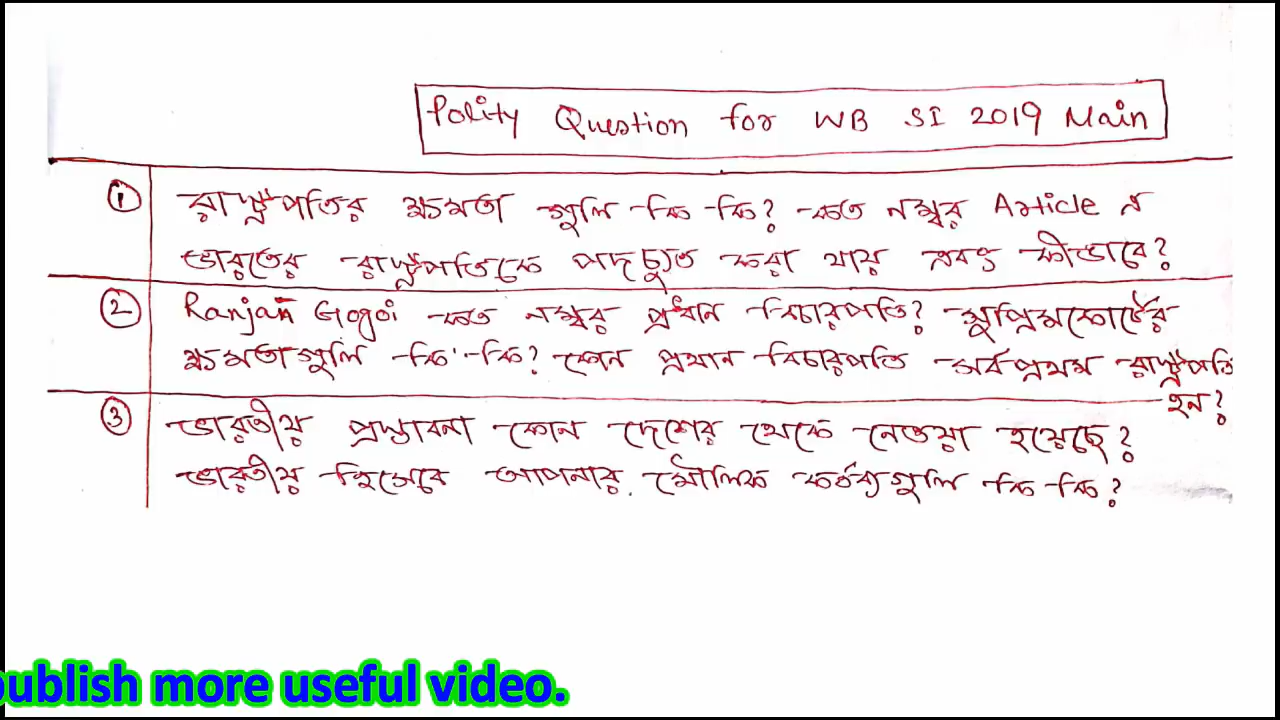 Polity Question for WB SI 2019 Main
① রাষ্ট্রপতির ক্ষমতা গুলি কি কি? কত নম্বর Article এ
ভারতের রাষ্ট্রপতিকে পদচ্যুত করা যায় এবং কীভাবে?
② Ranjan Gogoi কত নম্বর প্রধান বিচারপতি? সুপ্রিমকোর্টের
ক্ষমতাগুলি কি কি? কোন প্রধান বিচারপতি সর্বপ্রথম রাষ্ট্রপতি
হন?
③ ভারতীয় প্রস্তাবনা কোন দেশের থেকে নেওয়া হয়েছে?
ভারতীয় হিসেবে আপনার মৌলিক কর্তব্যগুলি কি কি?
publish more useful video.